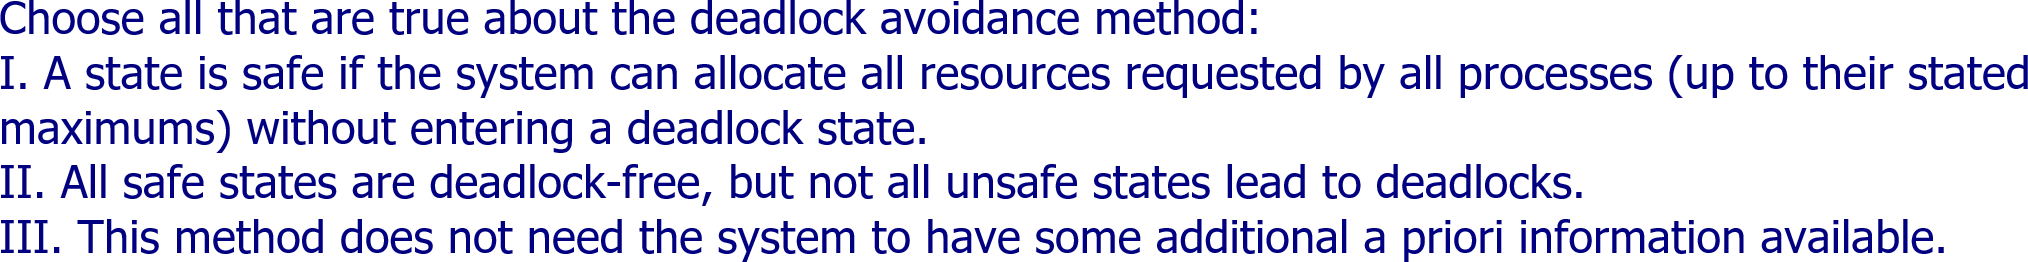 Choose all that are true about the deadlock avoidance method:
I. A state is safe if the system can allocate all resources requested by all processes (up to their stated
maximums) without entering a deadlock state.
II. All safe states are deadlock-free, but not all unsafe states lead to deadlocks.
III. This method does not need the system to have some additional a priori information available.